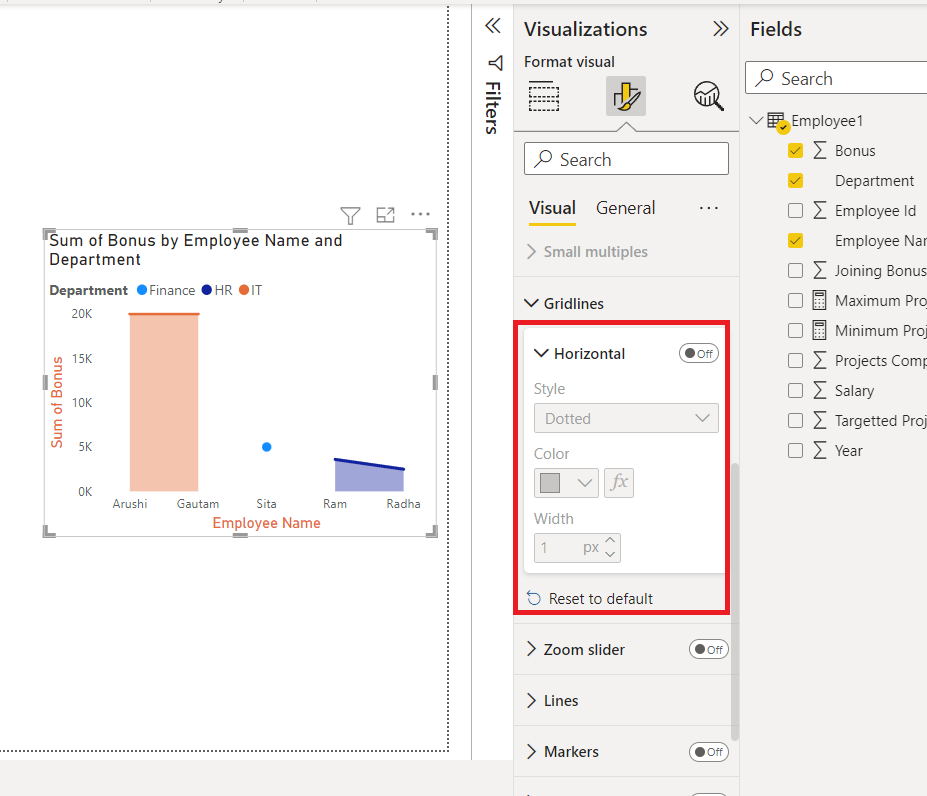 Sum of Bonus by Employee Name and
Department
Department Finance HR IT
20K
15K
10K
5K
0K
Sum of Bonus
Arushi Gautam Sita Ram Radha
Employee Name
Filters
Visualizations
Format visual
Search
Visual General
Small multiples
Gridlines
Horizontal Off
Style
Dotted
Color
fx
Width
1 px
Reset to default
Zoom slider Off
Lines
Markers Off
Fields
Search
Employee1
Bonus
Department
Employee Id
Employee Nar
Joining Bonus
Maximum Proj
Minimum Proj
Projects Comp
Salary
Targetted Proj
Year